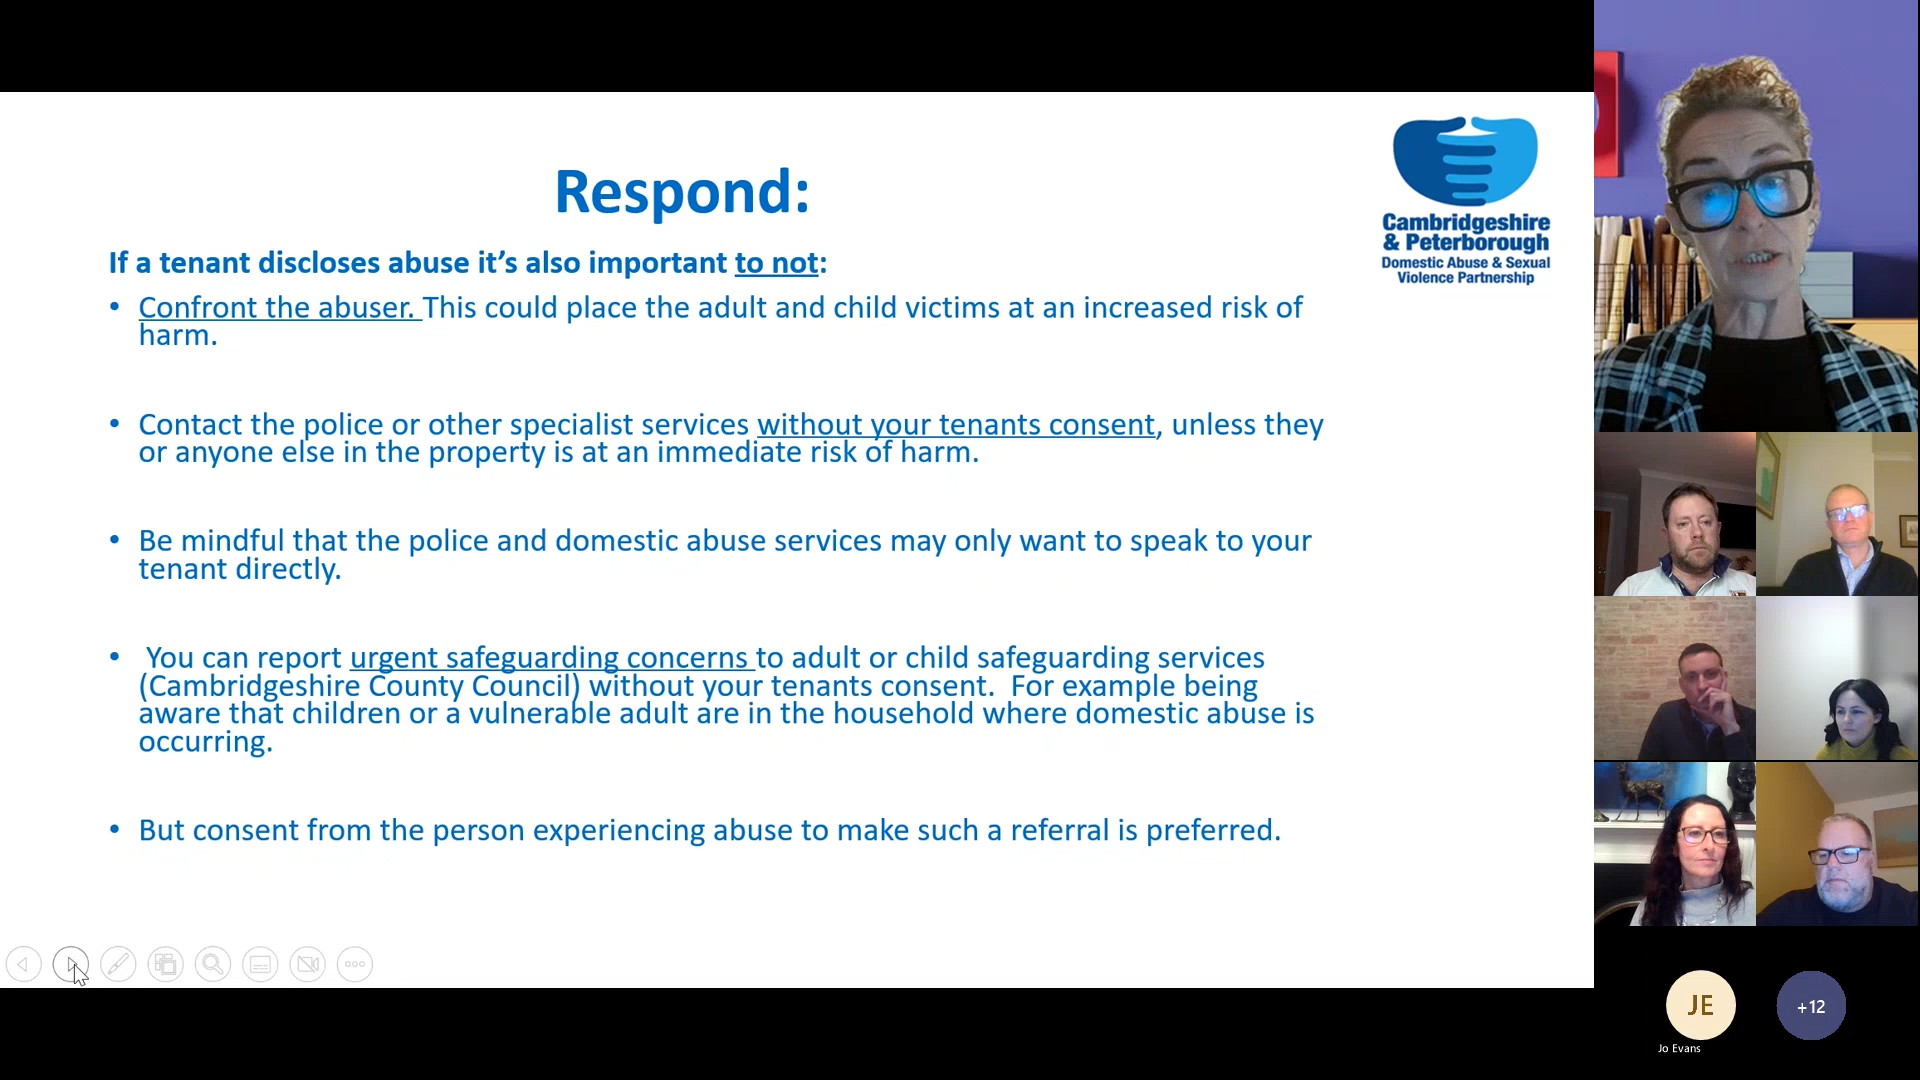 Respond:
Cambridgeshire
& Peterborough
Domestic Abuse & Sexual
Violence Partnership
If a tenant discloses abuse it’s also important to not:
• Confront the abuser. This could place the adult and child victims at an increased risk of
harm.
• Contact the police or other specialist services without your tenants consent, unless they
or anyone else in the property is at an immediate risk of harm.
• Be mindful that the police and domestic abuse services may only want to speak to your
tenant directly.
• You can report urgent safeguarding concerns to adult or child safeguarding services
(Cambridgeshire County Council) without your tenants consent. For example being
aware that children or a vulnerable adult are in the household where domestic abuse is
occurring.
• But consent from the person experiencing abuse to make such a referral is preferred.
JE
+12
Jo Evans